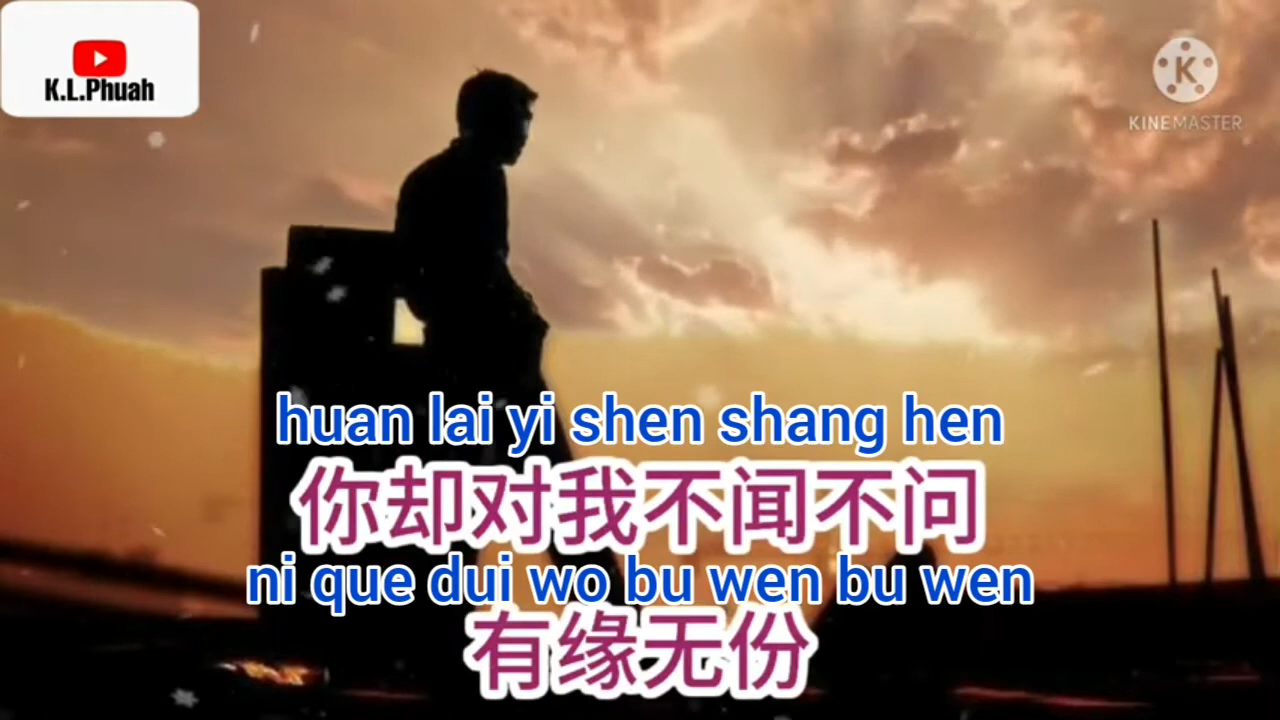 K.L.Phuah
KINEMASTER
huan lai yi shen shang hen
你却对我不闻不问
ni que dui wo bu wen bu wen
有缘无份